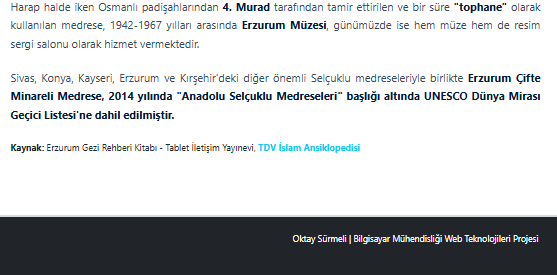 Harap halde iken Osmanlı padişahlarından 4. Murad tarafından tamir ettirilen ve bir süre "tophane" olarak
kullanılan medrese, 1942-1967 yılları arasında Erzurum Müzesi, günümüzde ise hem müze hem de resim
sergi salonu olarak hizmet vermektedir.
Sivas, Konya, Kayseri, Erzurum ve Kırşehir'deki diğer önemli Selçuklu medreseleriyle birlikte Erzurum Çifte
Minareli Medrese, 2014 yılında "Anadolu Selçuklu Medreseleri" başlığı altında UNESCO Dünya Mirası
Geçici Listesi'ne dahil edilmiştir.
Kaynak: Erzurum Gezi Rehberi Kitabı - Tablet İletişim Yayınevi, TDV İslam Ansiklopedisi
Oktay Sürmeli | Bilgisayar Mühendisliği Web Teknolojileri Projesi